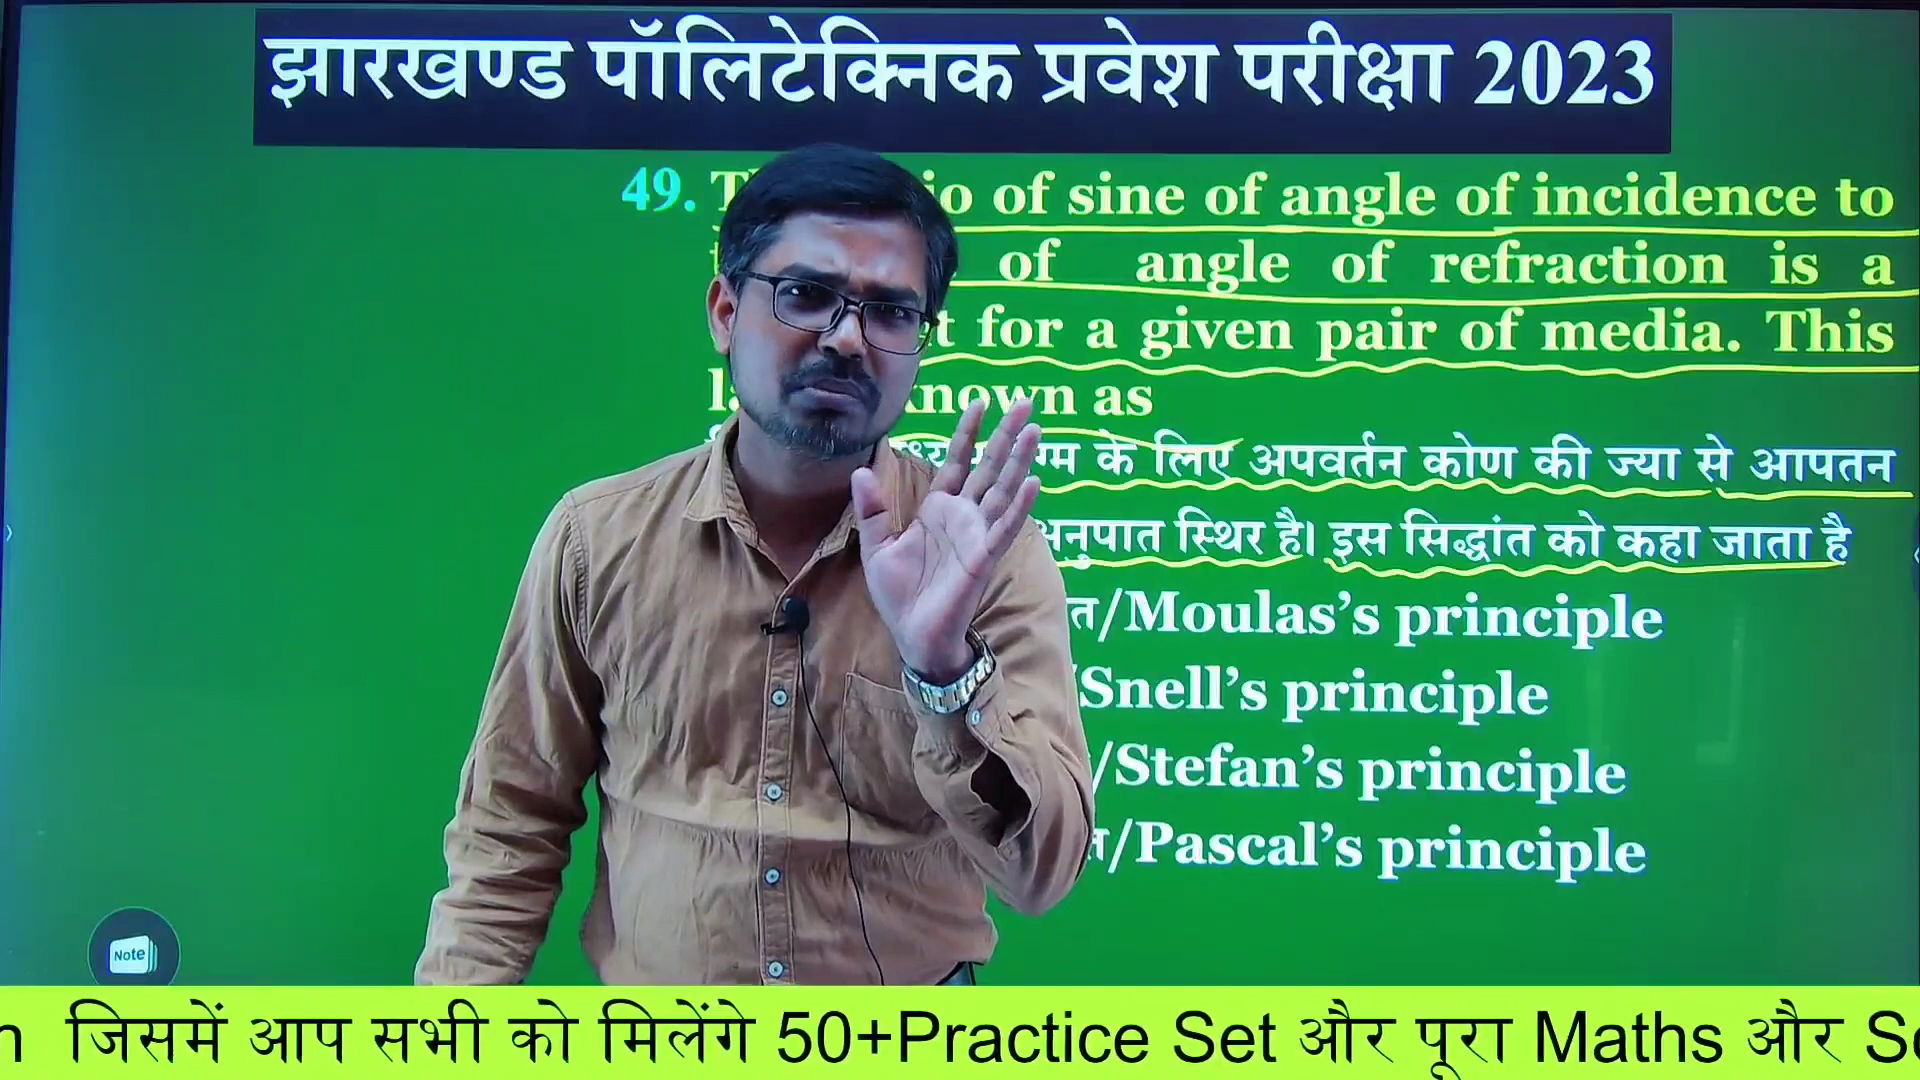 झारखण्ड पॉलिटेक्निक प्रवेश परीक्षा 2023
49. of sine of angle of incidence to
of angle of refraction is a
for a given pair of media. This
known as
के लिए अपवर्तन कोण की ज्या से आपतन
अनुपात स्थिर है। इस सिद्धांत को कहा जाता है
/Moulas’s principle
/Snell’s principle
/Stefan’s principle
/Pascal’s principle
Note
जिसमें आप सभी को मिलेंगे 50+Practice Set और पूरा Maths और